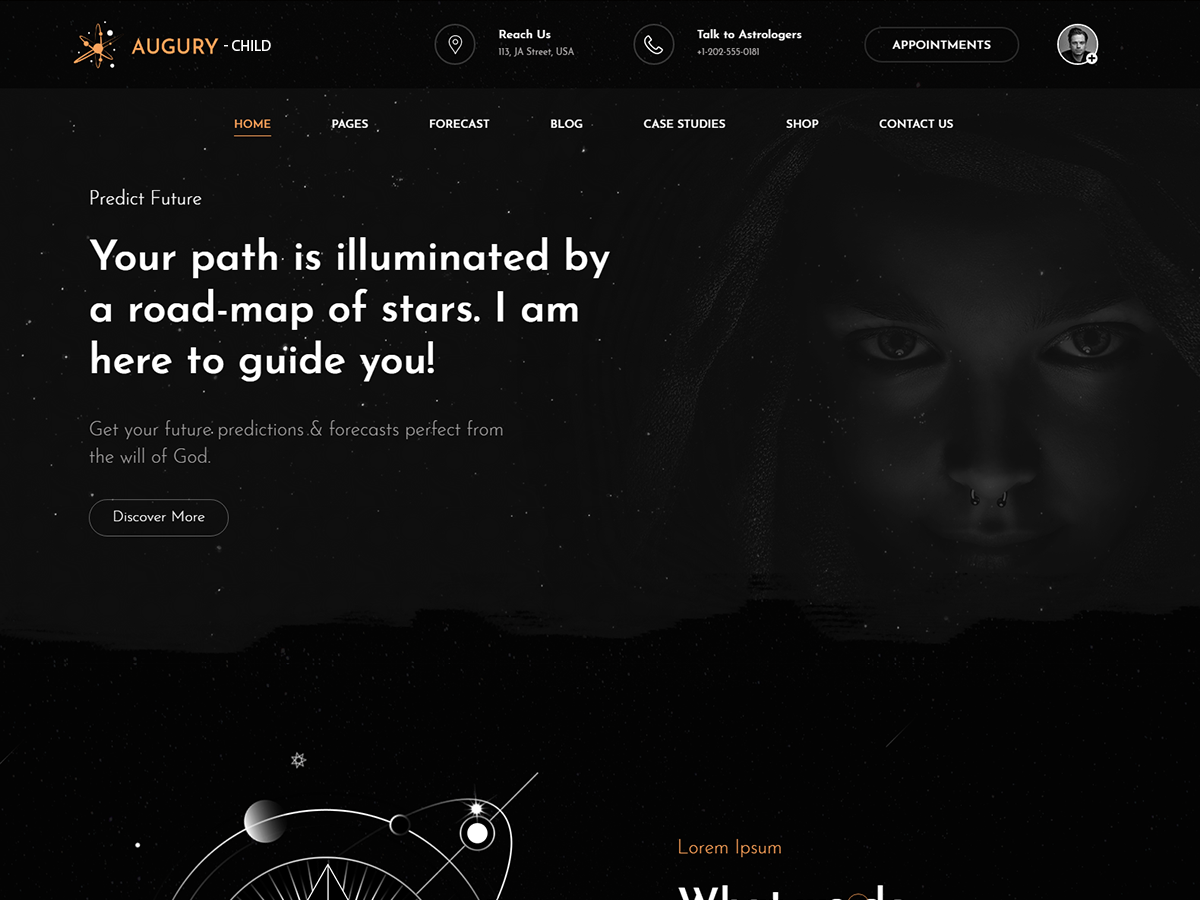 AUGURY - CHILD
Reach Us
113, JA Street, USA
Talk to Astrologers
+1-202-555-0181
APPOINTMENTS
HOME PAGES FORECAST BLOG CASE STUDIES SHOP CONTACT US
Predict Future
Your path is illuminated by
a road-map of stars. I am
here to guide you!
Get your future predictions & forecasts perfect from
the will of God.
Discover More
Lorem Ipsum